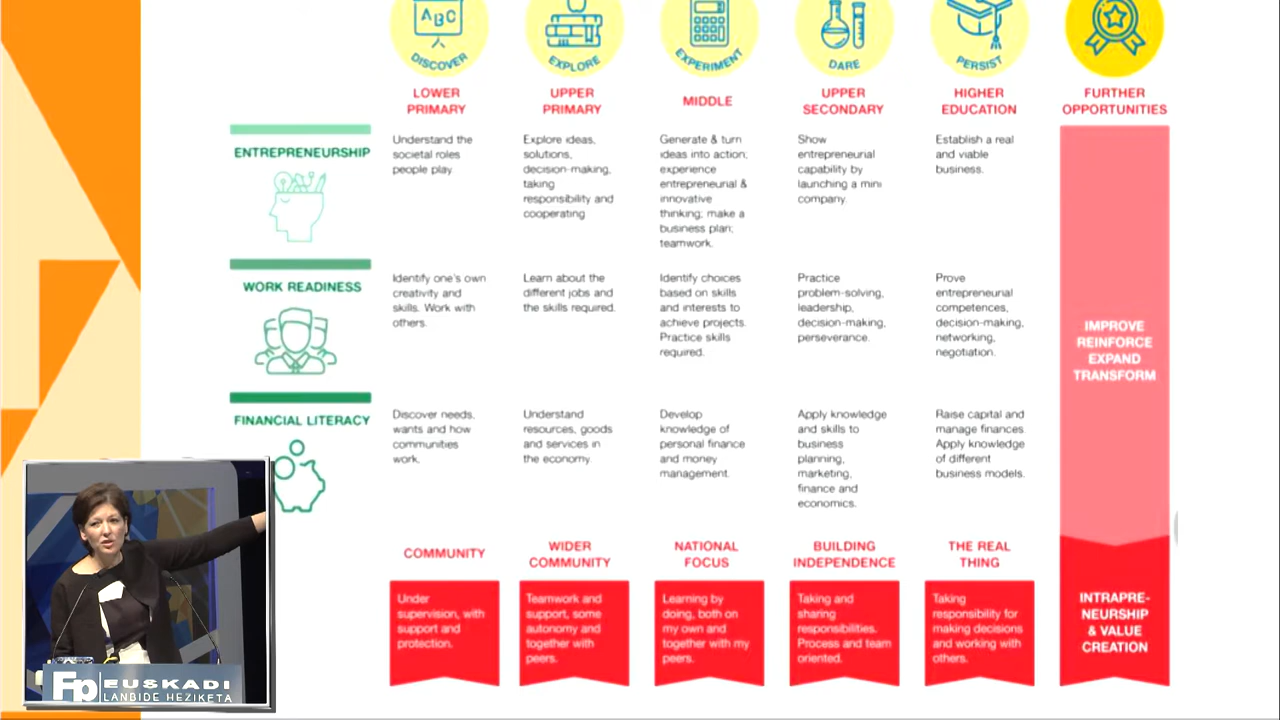 ABC
DISCOVER
EXPLORE
EXPERIMENT
DARE
PERSIST
LOWER
PRIMARY
UPPER
PRIMARY
MIDDLE
UPPER
SECONDARY
HIGHER
EDUCATION
FURTHER
OPPORTUNITIES
ENTREPRENEURSHIP
Understand the
societal roles
people play
Explore ideas,
solutions,
decision-making,
taking
responsibility and
cooperating
Generate & turn
ideas into action;
experience
entrepreneurial &
innovative
thinking; make a
business plan;
teamwork.
Show
entrepreneurial
capability by
launching a mini
company.
Establish a real
and viable
business.
WORK READINESS
Identify one's own
creativity and
skills. Work with
others.
Learn about the
different jobs and
the skills required.
Identify choices
based on skills
and interests to
achieve projects.
Practice skills
required.
Practice
problem-solving,
leadership,
decision-making,
perseverance.
Prove
entrepreneurial
competences,
decision-making,
networking,
negotiation.
IMPROVE
REINFORCE
EXPAND
TRANSFORM
FINANCIAL LITERACY
Discover needs,
wants and how
communities
work.
Understand
resources, goods
and services in
the economy.
Develop
knowledge of
personal finance
and money
management.
Apply knowledge
and skills to
business
planning,
marketing,
finance and
economics.
Raise capital and
manage finances.
Apply knowledge
of different
business models.
COMMUNITY
WIDER
COMMUNITY
NATIONAL
FOCUS
BUILDING
INDEPENDENCE
THE REAL
THING
Under
supervision, with
support and
protection.
Teamwork and
support, some
autonomy and
together with
peers.
Learning by
doing, both on
my own and
together with my
peers.
Taking and
sharing
responsibilities.
Process and team
oriented.
Taking
responsibility for
making decisions
and working with
others.
INTRAPRE-
NEURSHIP
& VALUE
CREATION
Fp EUSKADI
LANBIDE HEZIKETA